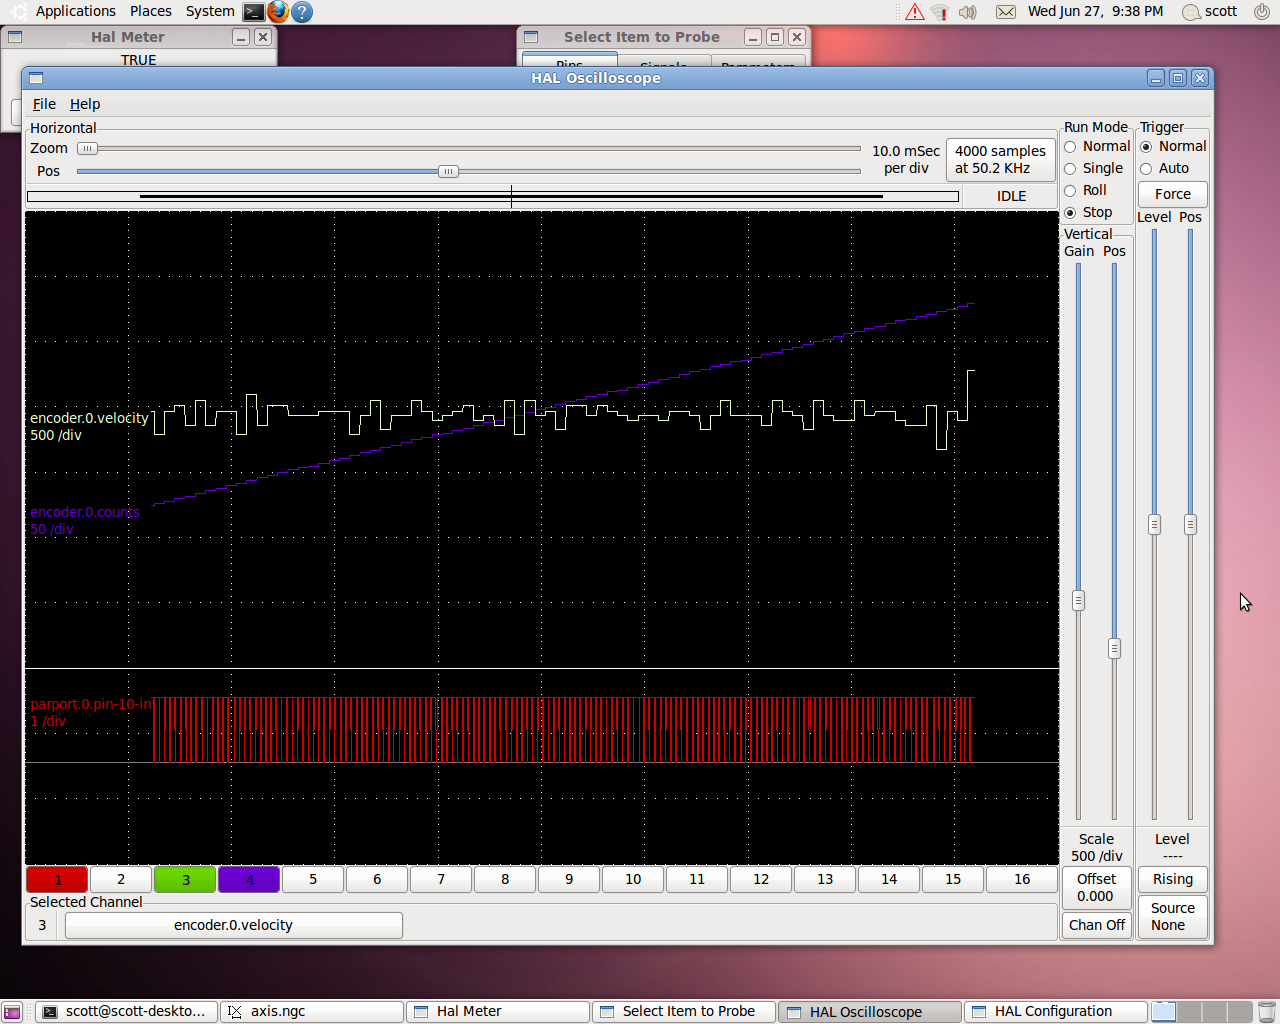 Applications Places System Wed Jun 27, 9:38 PM scott
Hal Meter
Select Item to Probe
TRUE
Pins Signals Parameters
HAL Oscilloscope
File Help
Horizontal
Zoom
Pos
10.0 mSec
per div
4000 samples
at 50.2 KHz
IDLE
Run Mode
Normal
Single
Roll
Stop
Trigger
Normal
Auto
Force
Level Pos
Vertical
Gain Pos
encoder.0.velocity
500 /div
encoder.0.counts
50 /div
parport.0.pin-10-in
1 /div
Scale
500 /div
Offset
0.000
Chan Off
Level
----
Rising
Source
None
1 2 3 4 5 6 7 8 9 10 11 12 13 14 15 16
Selected Channel
3 encoder.0.velocity
scott@scott-deskto... axis.ngc Hal Meter Select Item to Probe HAL Oscilloscope HAL Configuration